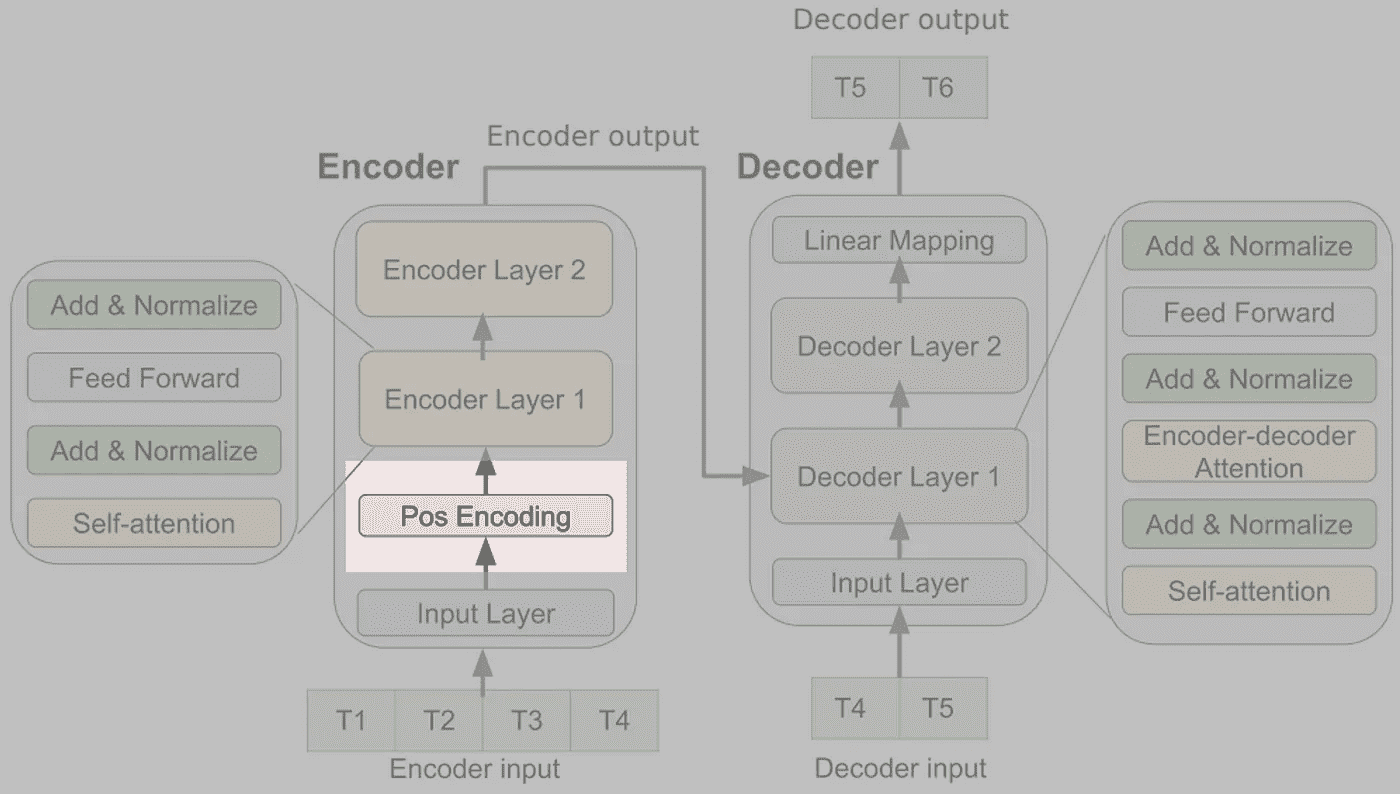 Decoder output
T5 T6
Encoder output
Encoder
Decoder
Encoder Layer 2
Encoder Layer 1
Pos Encoding
Input Layer
T1 T2 T3 T4
Encoder input
Add & Normalize
Feed Forward
Add & Normalize
Self-attention
Linear Mapping
Decoder Layer 2
Decoder Layer 1
Input Layer
T4 T5
Decoder input
Add & Normalize
Feed Forward
Add & Normalize
Encoder-decoder
Attention
Add & Normalize
Self-attention